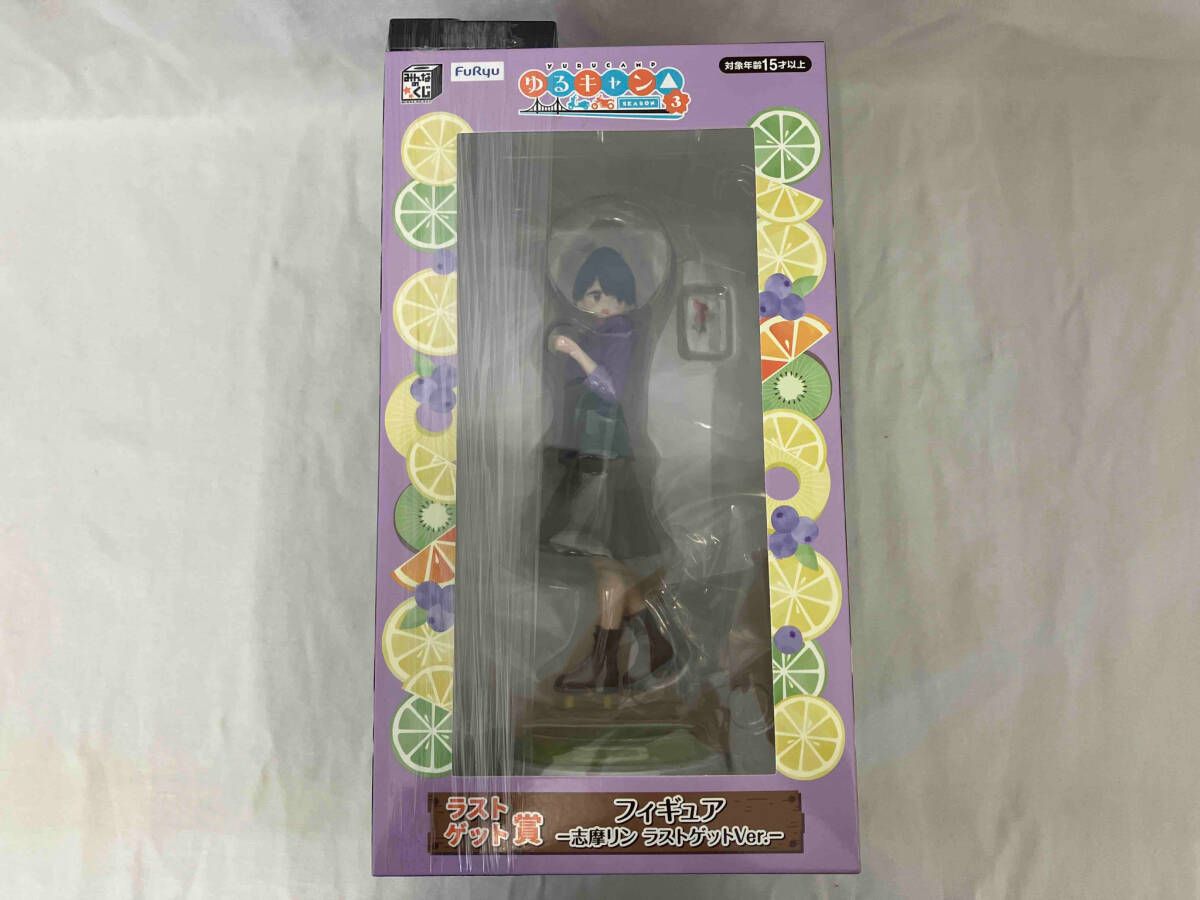 みんなのくじ
FuRyu
YURUCAMP
ゆるキャン△
SEASON 3
対象年齢15才以上
ラストゲット賞
フィギュア
ー志摩リン ラストゲットVer.ー